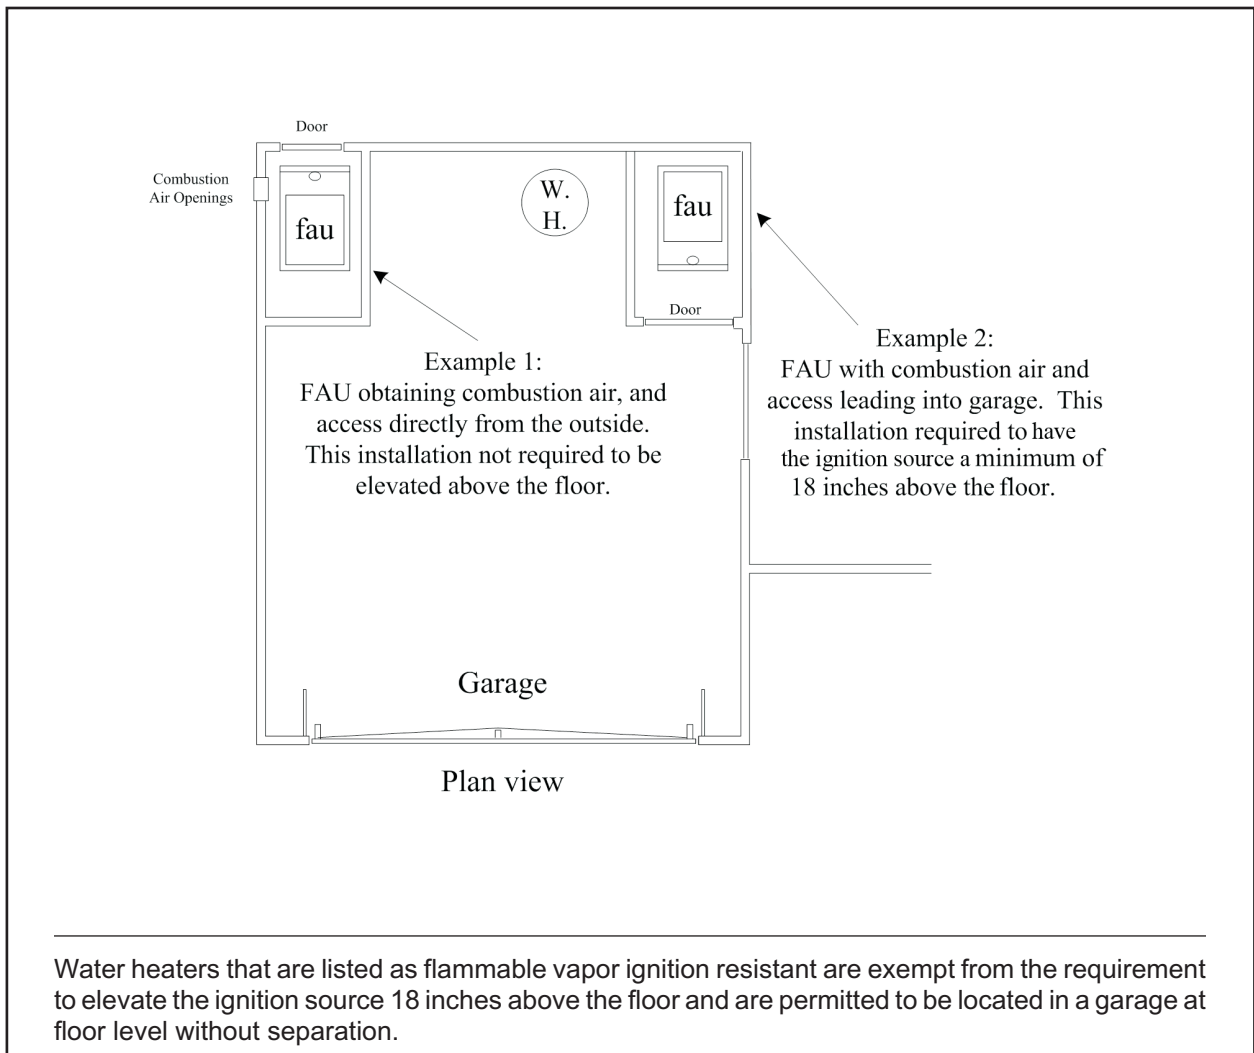 Door
Combustion
Air Openings
fau
W.
H.
fau
Door
Example 1:
FAU obtaining combustion air, and
access directly from the outside.
This installation not required to be
elevated above the floor.
Example 2:
FAU with combustion air and
access leading into garage. This
installation required to have
the ignition source a minimum of
18 inches above the floor.
Garage
Plan view
Water heaters that are listed as flammable vapor ignition resistant are exempt from the requirement
to elevate the ignition source 18 inches above the floor and are permitted to be located in a garage at
floor level without separation.